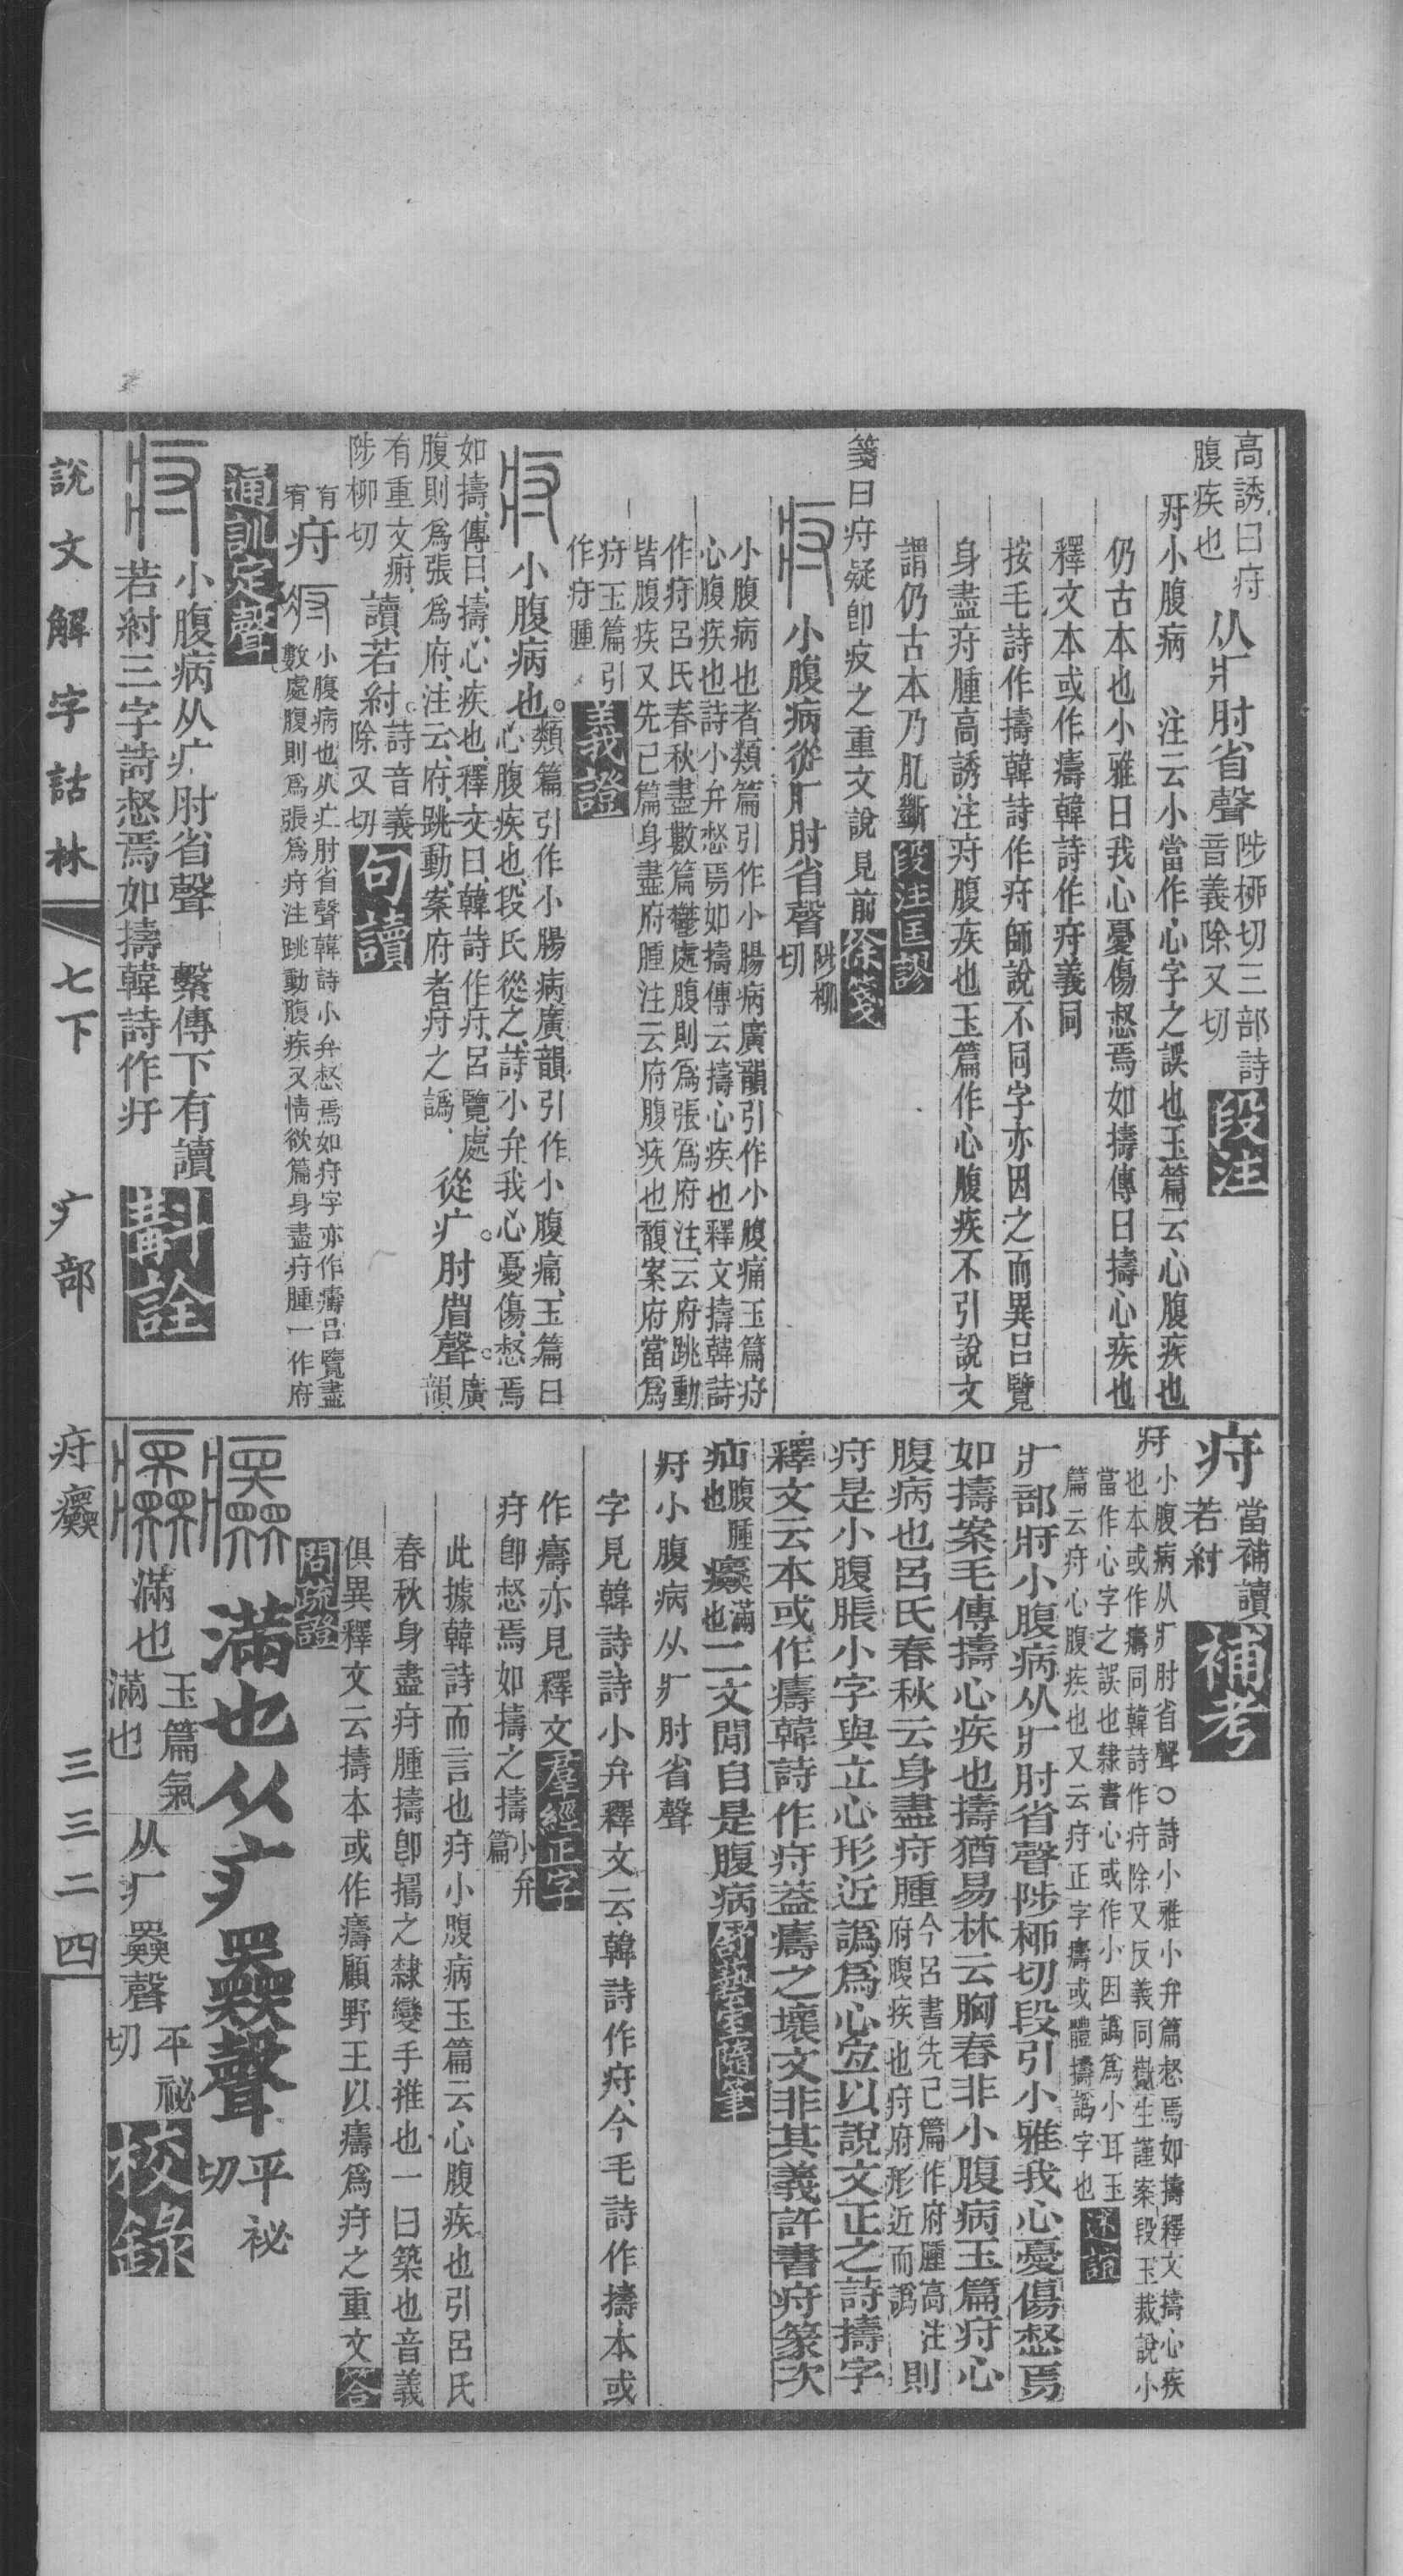 高誘曰疛
腹疾也
从疒肘省聲
陟桺切三部詩
音義除又切
段注
疛小腹病 注云小當作心字之誤也玉篇云心腹疾也
仍古本也小雅曰我心憂傷惄焉如擣傳曰擣心疾也
釋文本或作𤺄韓詩作疛義同
按毛詩作擣韓詩作疛師說不同字亦因之而異呂覽
身盡疛腫高誘注疛腹疾也玉篇作心腹疾不引說文
謂仍古本乃肊斷
段注匡謬
箋曰疛疑卽疛之重文說見前
徐箋
小腹病從疒肘省聲
陟柳
切
小腹病也者類篇引作小腸病廣韻引作小腹痛玉篇疛
心腹疾也詩小弁惄焉如擣傳云擣心疾也釋文擣韓詩
作疛呂氏春秋盡數篇鬱處腹則爲張爲府注云府跳動
皆腹疾又先己篇身盡府腫注云府腹疾也馥案府當爲
疛玉篇引
作疛腫
義證
小腹病也。
類篇引作小腸病廣韻引作小腹痛、玉篇曰
心腹疾也、段氏從之、詩小弁我心憂傷、惄焉
如擣、傳曰、擣、心疾也、釋文曰、韓詩作疛、呂覽、處
腹則爲張爲府、注云、府、跳動、案府者疛之譌、
從疒。肘省聲。
廣韻
有重文㾈、
陟柳切
讀若紂。
詩音義
除又切
句讀
有
宥
疛
小腹病也从疒肘省聲韓詩小弁惄焉如疛字亦作𤺄呂覽盡
數處腹則爲張爲疛注跳動腹疾又情欲篇身盡疛腫一作府
通訓定聲
小腹病从疒肘省聲 繫傳下有讀
若紂三字詩惄焉如擣韓詩作疛
斠詮
說文解字詁林
七下 疒部 疛癳
三三二四
疛
當補讀
若紂
補考
疛
小腹病从疒肘省聲○詩小雅小弁篇惄焉如擣釋文擣心疾
也本或作𤺄同韓詩作疛除又反義同嶽生謹案段玉裁說小
當作心字之誤也隸書心或作小因譌爲小耳玉
篇云疛心腹疾也又云疛正字𤺄或體擣譌字也
述誼
疒部疛小腹病从疒肘省聲陟桺切段引小雅我心憂傷惄焉
如擣案毛傳擣心疾也擣猶易林云胸舂非小腹病玉篇疛心
腹病也呂氏春秋云身盡疛腫
今呂書先己篇作府腫高注
府腹疾也疛府形近而譌
則
疛是小腹脹小字與立心形近譌爲心宐以說文正之詩擣字
釋文云本或作𤺄韓詩作疛葢𤺄之壞文非其義許書疛篆次
疝
腹腫
也
癳
滿
也
二文閒自是腹病
舒藝室隨筆
疛小腹病从疒肘省聲
字見韓詩、詩小弁釋文云、韓詩作疛、今毛詩作擣、本或
作𤺄、亦見釋文
羣經正字
疛卽惄焉如擣之擣
小弁
篇
此據韓詩而言也疛小腹病玉篇云心腹疾也引呂氏
春秋身盡疛腫擣卽𢭏之隸變手推也一曰築也音義
俱異釋文云擣本或作𤺄顧野王以𤺄爲疛之重文
答
問疏證
滿也从疒㒻聲
平祕
切
滿也
玉篇氣
滿也
从疒㒻聲
平祕
切
校錄